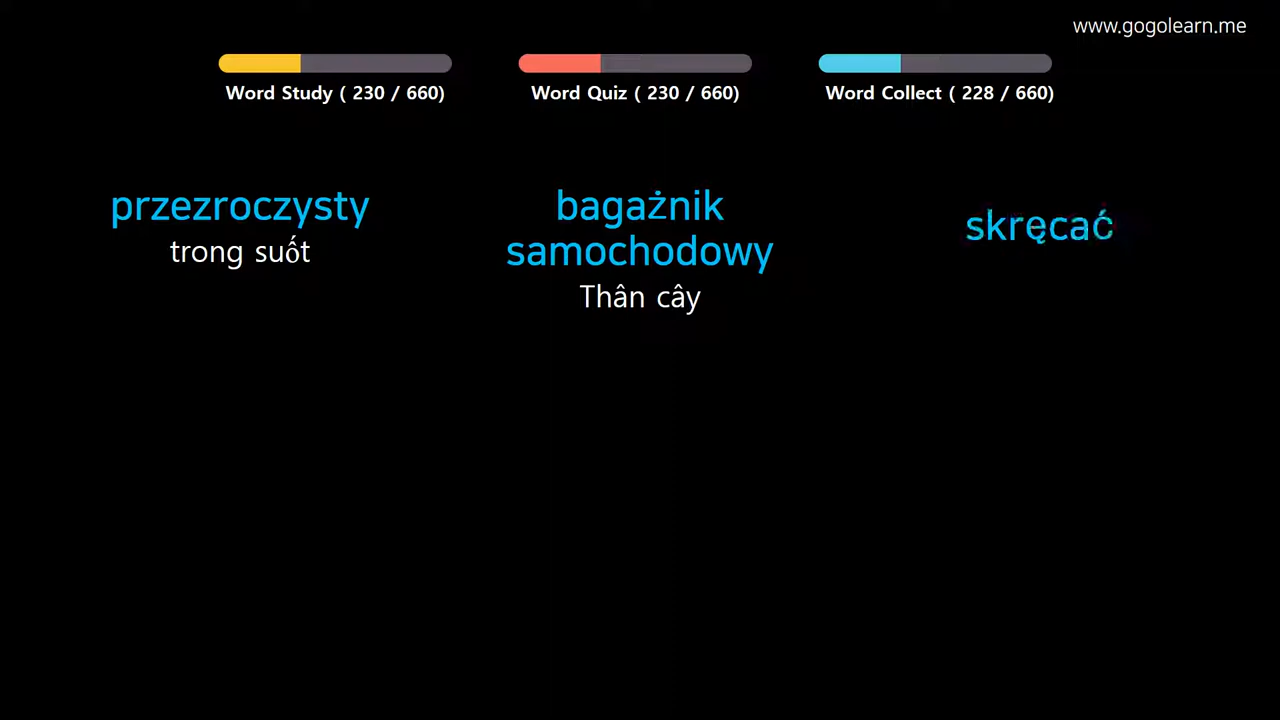 www.gogolearn.me
Word Study ( 230 / 660)
Word Quiz ( 230 / 660)
Word Collect ( 228 / 660)
przezroczysty
trong suốt
bagażnik
samochodowy
Thân cây
skręcać